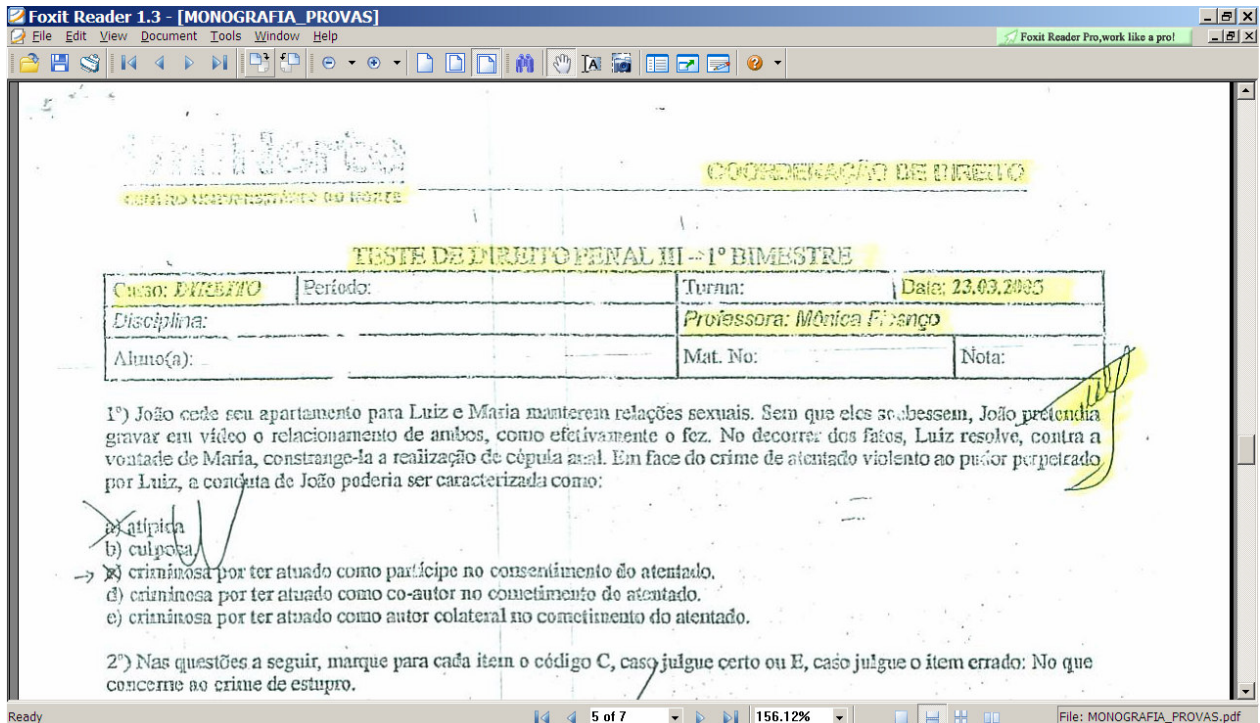 Foxit Reader 1.3 - [MONOGRAFIA_PROVAS]
File Edit View Document Tools Window Help
Foxit Reader Pro,work like a pro!
UniNorte
COORDENAÇÃO DE DIREITO
CENTRO UNIVERSITÁRIO DO NORTE
TESTE DE DIREITO PENAL III - 1º BIMESTRE
Curso: DIREITO Período: Turma: Data: 23.03.2005
Disciplina: Professora: Mônica
Aluno(a): Mat. No: Nota:
1º) João cede seu apartamento para Luiz e Maria manterem relações sexuais. Sem que eles soubessem, João pretendia
gravar em vídeo o relacionamento de ambos, como efetivamente o fez. No decorrer dos fatos, Luiz resolve, contra a
vontade de Maria, constrange-la a realização de cópula anal. Em face do crime de atentado violento ao pudor perpetrado
por Luiz, a conduta de João poderia ser caracterizada como:
a) atípica
b) culposa
c) criminosa por ter atuado como partícipe no consentimento do atentado.
d) criminosa por ter atuado como co-autor no cometimento do atentado.
e) criminosa por ter atuado como autor colateral no cometimento do atentado.
2º) Nas questões a seguir, marque para cada item o código C, caso julgue certo ou E, caso julgue o item errado: No que
concerne ao crime de estupro.
Ready 5 of 7 156.12% File: MONOGRAFIA_PROVAS.pdf